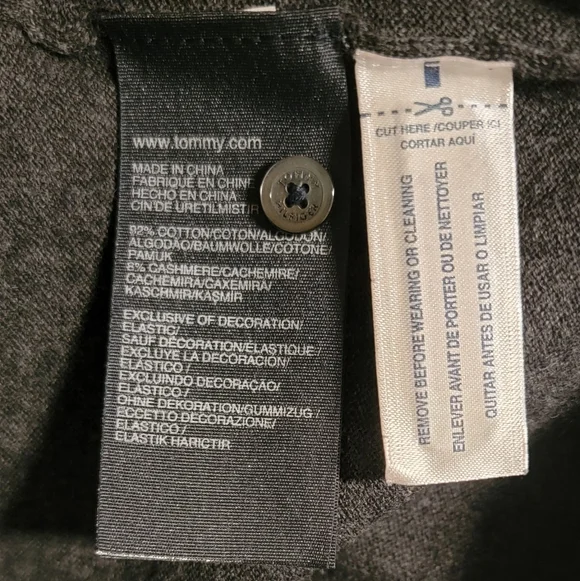 www.tommy.com
MADE IN CHINA
FABRIQUÉ EN CHINE
HECHO EN CHINA
ÇIN DE ÜRETILMISTIR
92% COTTON/COTON/ALGODÓN/
ALGODÃO/BAUMWOLLE/COTONE/
PAMUK
8% CASHMERE/CACHEMIRE/
CACHEMIRA/CAXEMIRA/
KASCHMIR/KAŞMIR
EXCLUSIVE OF DECORATION/
ELASTIC/
SAUF DÉCORATION/ÉLASTIQUE/
EXCLUYE LA DECORACIÓN/
ELÁSTICO/
EXCLUINDO DECORAÇÃO/
ELÁSTICO/
OHNE DEKORATION/GUMMIZUG/
ECCETTO DECORAZIONE/
ELASTICO/
ELASTIK HARIÇTIR
CUT HERE /COUPER ICI
CORTAR AQUÍ
REMOVE BEFORE WEARING OR CLEANING
ENLEVER AVANT DE PORTER OU DE NETTOYER
QUITAR ANTES DE USAR O LIMPIAR